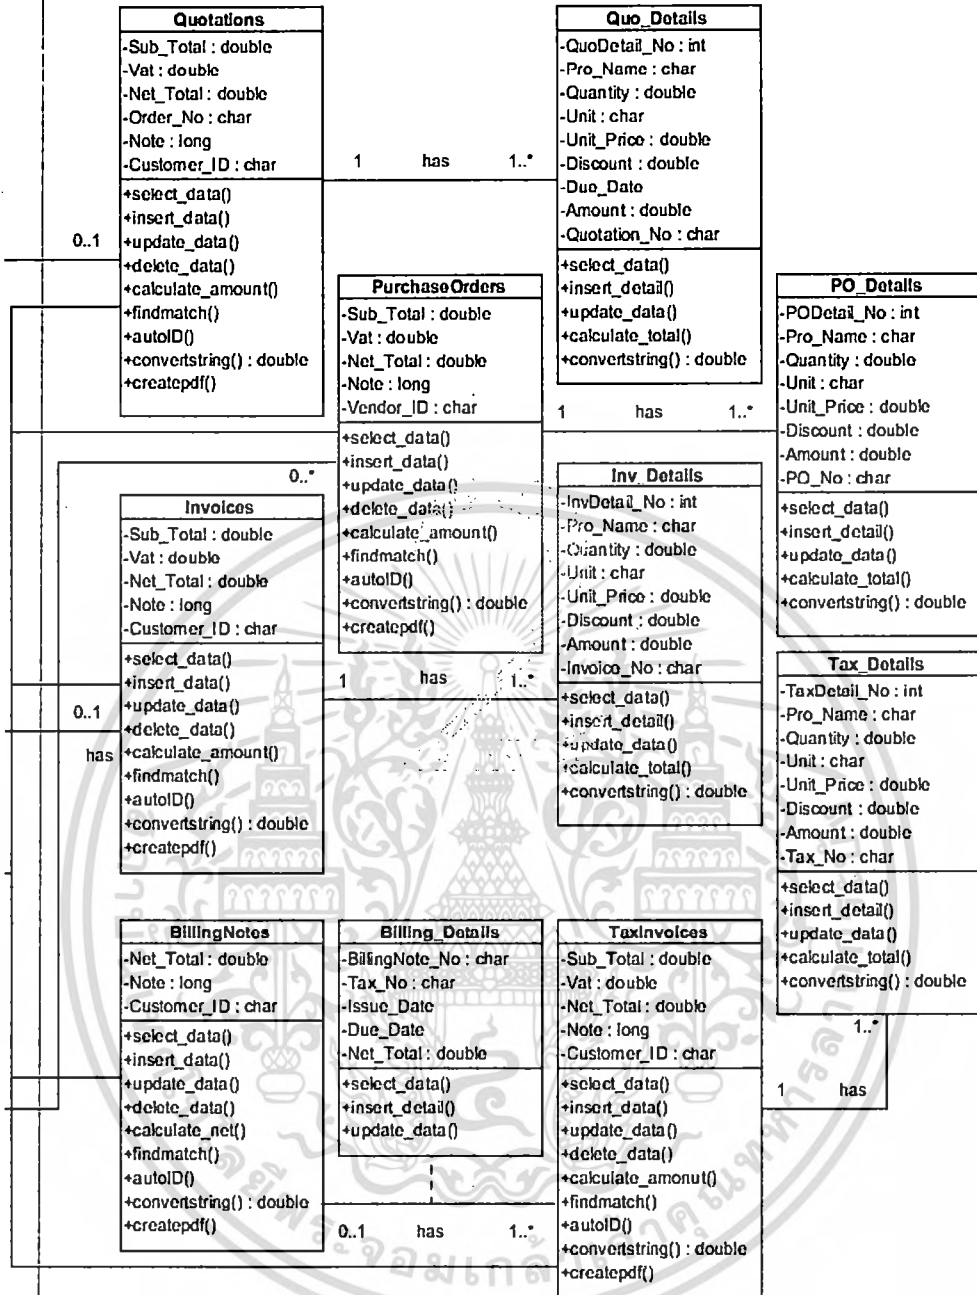 Quotations
-Sub_Total : double
-Vat : double
-Net_Total : double
-Order_No : char
-Note : long
-Customer_ID : char
+select_data()
+insert_data()
+update_data()
+delete_data()
+calculate_amount()
+findmatch()
+autoID()
+convertstring() : double
+createpdf()
0..1
1 has 1..*
Quo_Details
-QuoDetail_No : int
-Pro_Name : char
-Quantity : double
-Unit : char
-Unit_Price : double
-Discount : double
-Due_Date
-Amount : double
-Quotation_No : char
+select_data()
+insert_detail()
+update_data()
+calculate_total()
+convertstring() : double
PurchaseOrders
-Sub_Total : double
-Vat : double
-Net_Total : double
-Note : long
-Vendor_ID : char
+select_data()
+insert_data()
+update_data()
+delete_data()
+calculate_amount()
+findmatch()
+autoID()
+convertstring() : double
+createpdf()
0..*
1 has 1..*
PO_Details
-PODetail_No : int
-Pro_Name : char
-Quantity : double
-Unit : char
-Unit_Price : double
-Discount : double
-Amount : double
-PO_No : char
+select_data()
+insert_detail()
+update_data()
+calculate_total()
+convertstring() : double
Invoices
-Sub_Total : double
-Vat : double
-Net_Total : double
-Note : long
-Customer_ID : char
+select_data()
+insert_data()
+update_data()
+delete_data()
+calculate_amount()
+findmatch()
+autoID()
+convertstring() : double
+createpdf()
0..1
has
1 has 1..*
Inv_Details
-InvDetail_No : int
-Pro_Name : char
-Quantity : double
-Unit : char
-Unit_Price : double
-Discount : double
-Amount : double
-Invoice_No : char
+select_data()
+insert_detail()
+update_data()
+calculate_total()
+convertstring() : double
Tax_Details
-TaxDetail_No : int
-Pro_Name : char
-Quantity : double
-Unit : char
-Unit_Price : double
-Discount : double
-Amount : double
-Tax_No : char
+select_data()
+insert_detail()
+update_data()
+calculate_total()
+convertstring() : double
1..*
1 has
BillingNotes
-Net_Total : double
-Note : long
-Customer_ID : char
+select_data()
+insert_data()
+update_data()
+delete_data()
+calculate_net()
+findmatch()
+autoID()
+convertstring() : double
+createpdf()
Billing_Details
-BillingNote_No : char
-Tax_No : char
-Issue_Date
-Due_Date
-Net_Total : double
+select_data()
+insert_detail()
+update_data()
0..1 has 1..*
TaxInvoices
-Sub_Total : double
-Vat : double
-Net_Total : double
-Note : long
-Customer_ID : char
+select_data()
+insert_data()
+update_data()
+delete_data()
+calculate_amonut()
+findmatch()
+autoID()
+convertstring() : double
+createpdf()